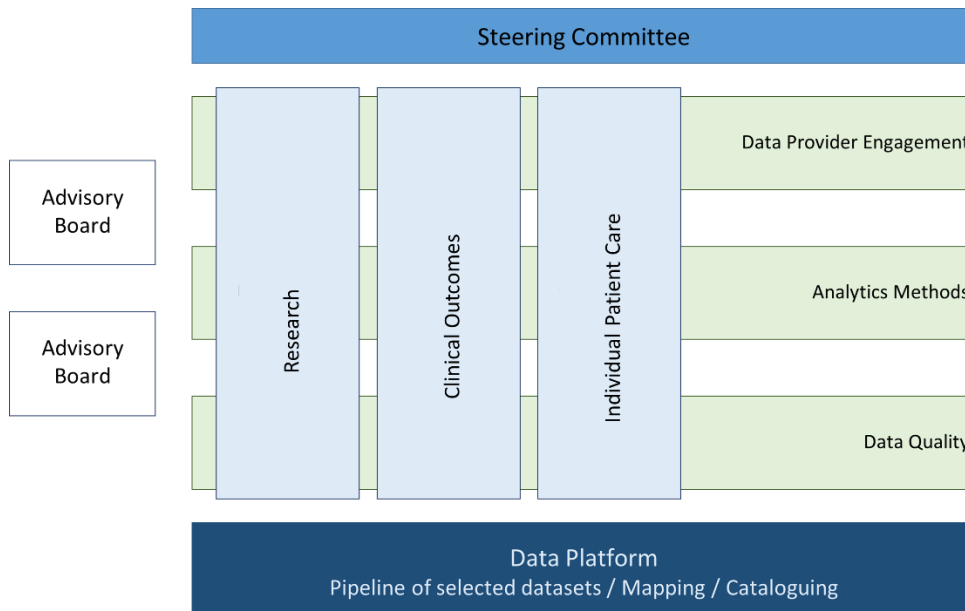 Steering Committee
Data Provider Engagement
Advisory
Board
Analytics Methods
Advisory
Board
Research
Clinical Outcomes
Individual Patient Care
Data Quality
Data Platform
Pipeline of selected datasets / Mapping / Cataloguing